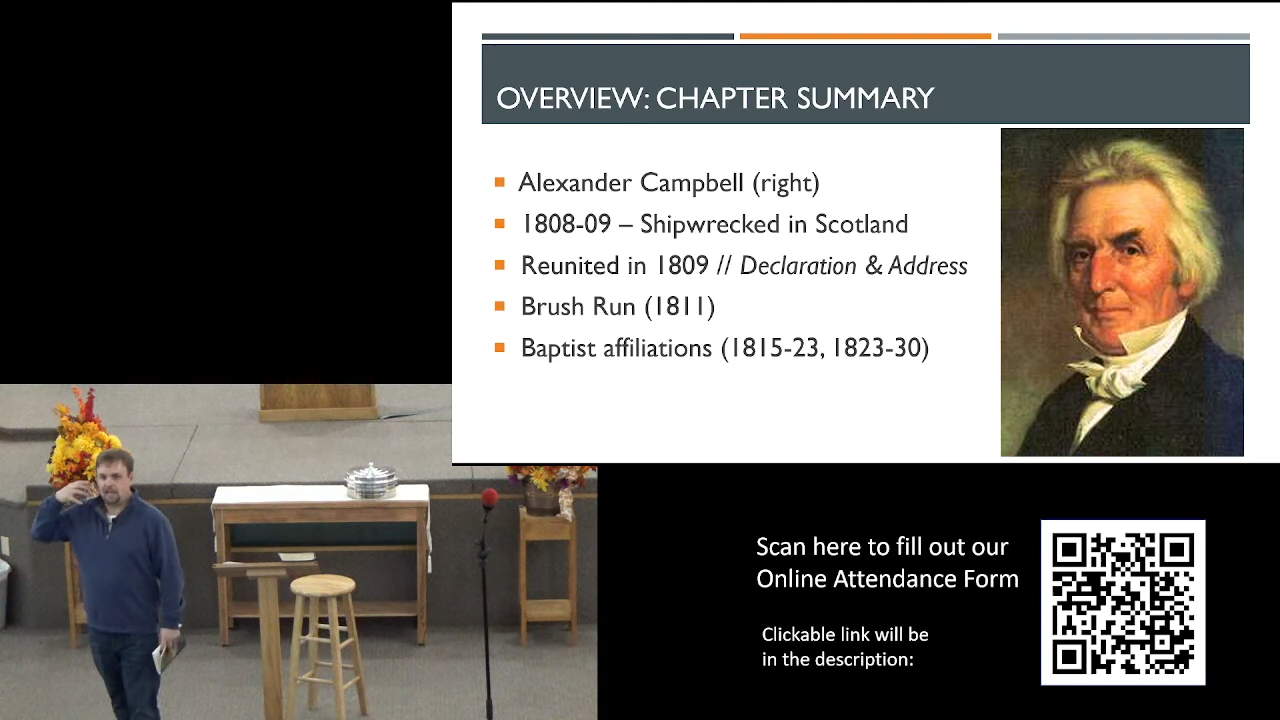 OVERVIEW: CHAPTER SUMMARY
Alexander Campbell (right)
1808-09 – Shipwrecked in Scotland
Reunited in 1809 // Declaration & Address
Brush Run (1811)
Baptist affiliations (1815-23, 1823-30)
Scan here to fill out our
Online Attendance Form
Clickable link will be
in the description: